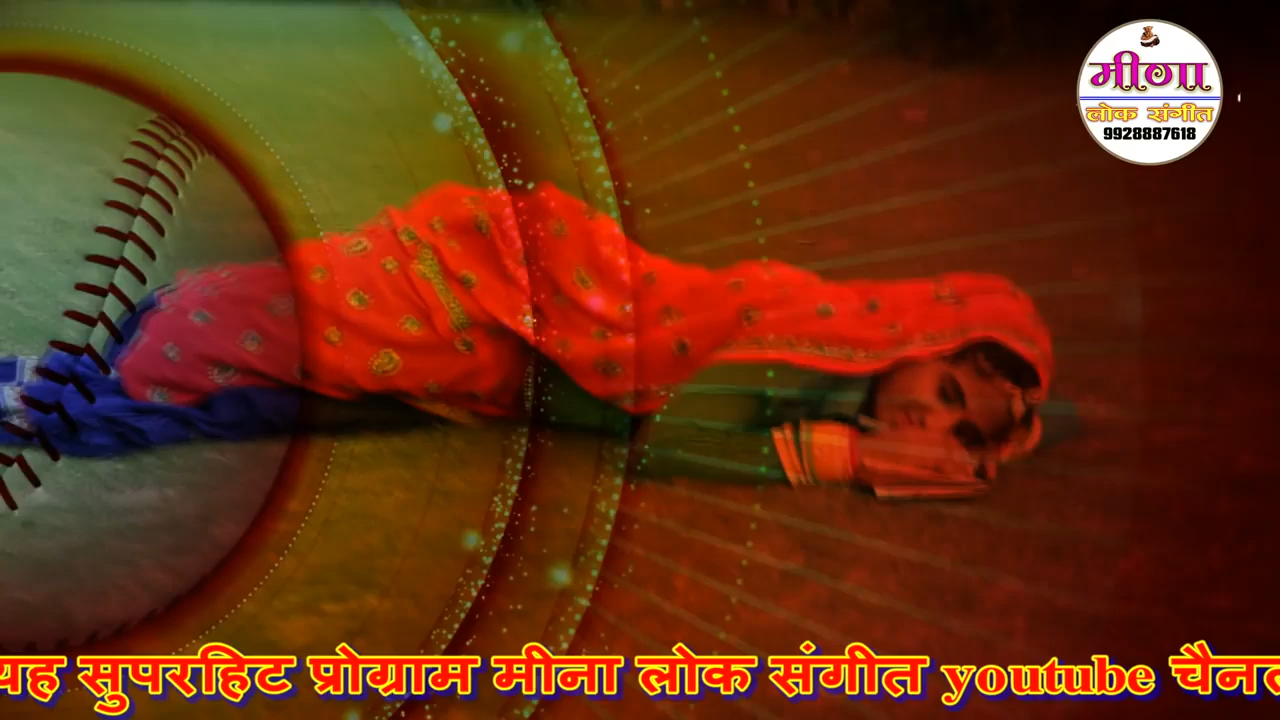 मीणा
लोक संगीत
9928887618
यह सुपरहिट प्रोग्राम मीना लोक संगीत youtube चैनल